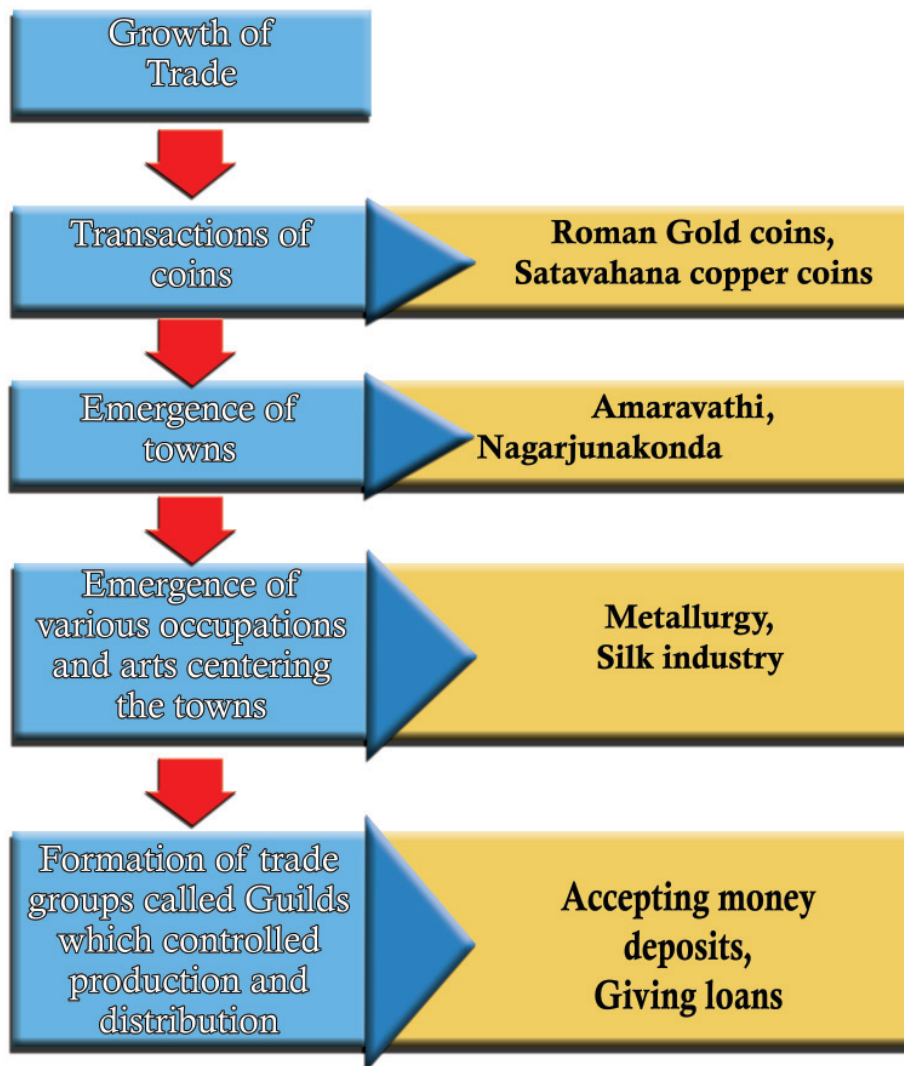 Growth of
Trade
Transactions of
coins
Roman Gold coins,
Satavahana copper coins
Emergence of
towns
Amaravathi,
Nagarjunakonda
Emergence of
various occupations
and arts centering
the towns
Metallurgy,
Silk industry
Formation of trade
groups called Guilds
which controlled
production and
distribution
Accepting money
deposits,
Giving loans